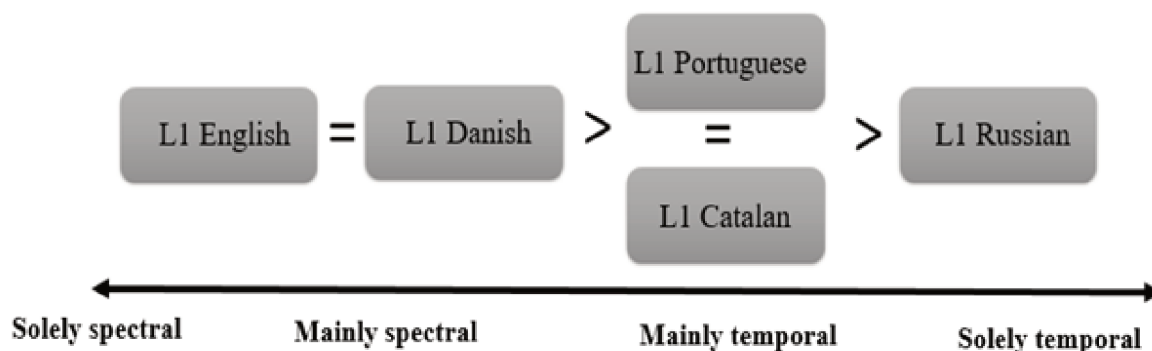 L1 Portuguese
L1 English = L1 Danish > = > L1 Russian
L1 Catalan
Solely spectral Mainly spectral Mainly temporal Solely temporal